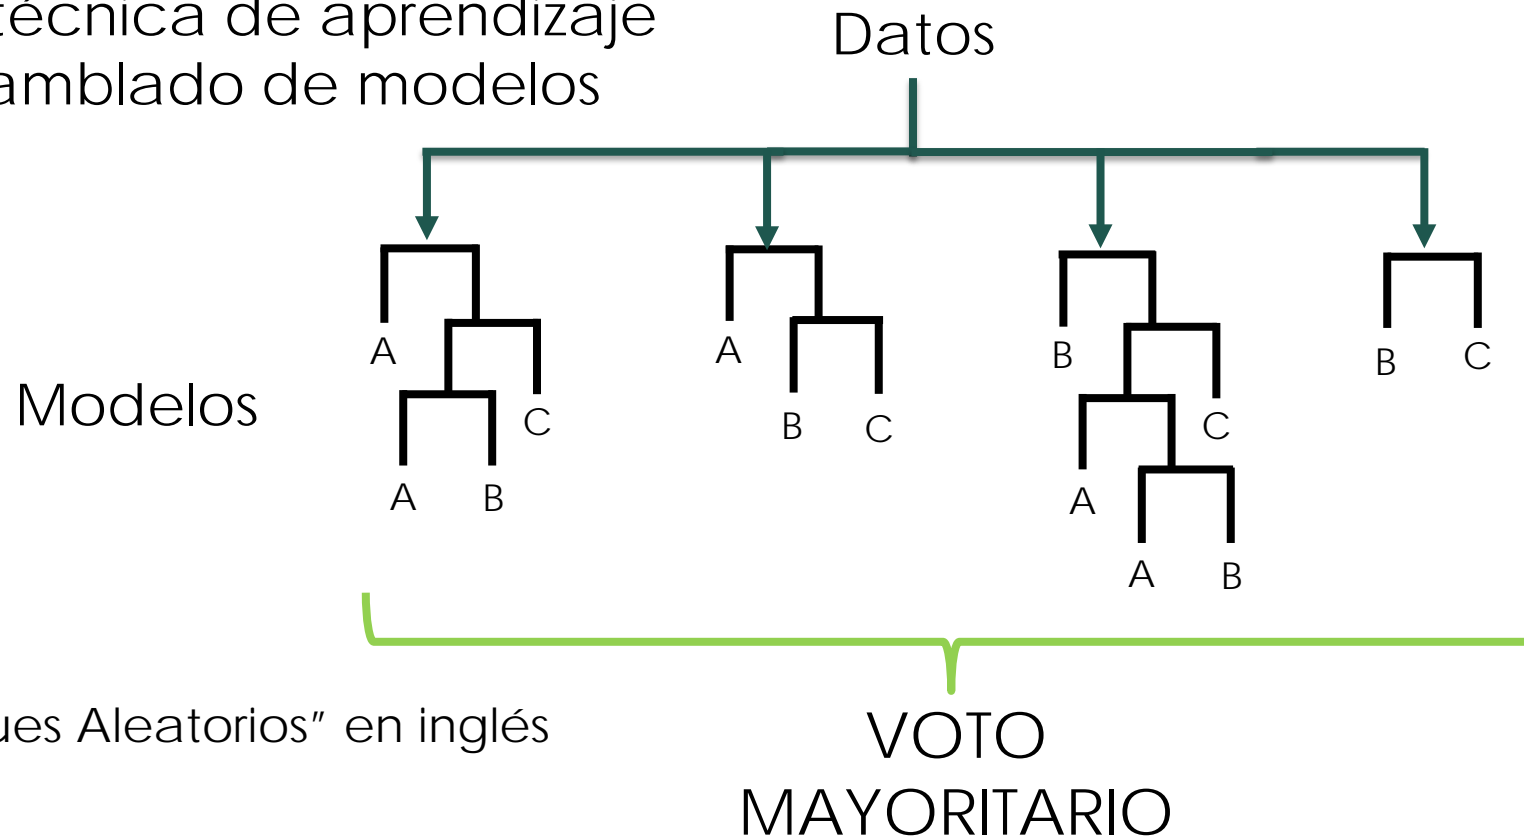 técnica de aprendizaje
amblado de modelos
Datos
A
A
B
B
C
Modelos
C
B
C
C
A
B
A
A
B
ues Aleatorios” en inglés
VOTO
MAYORITARIO